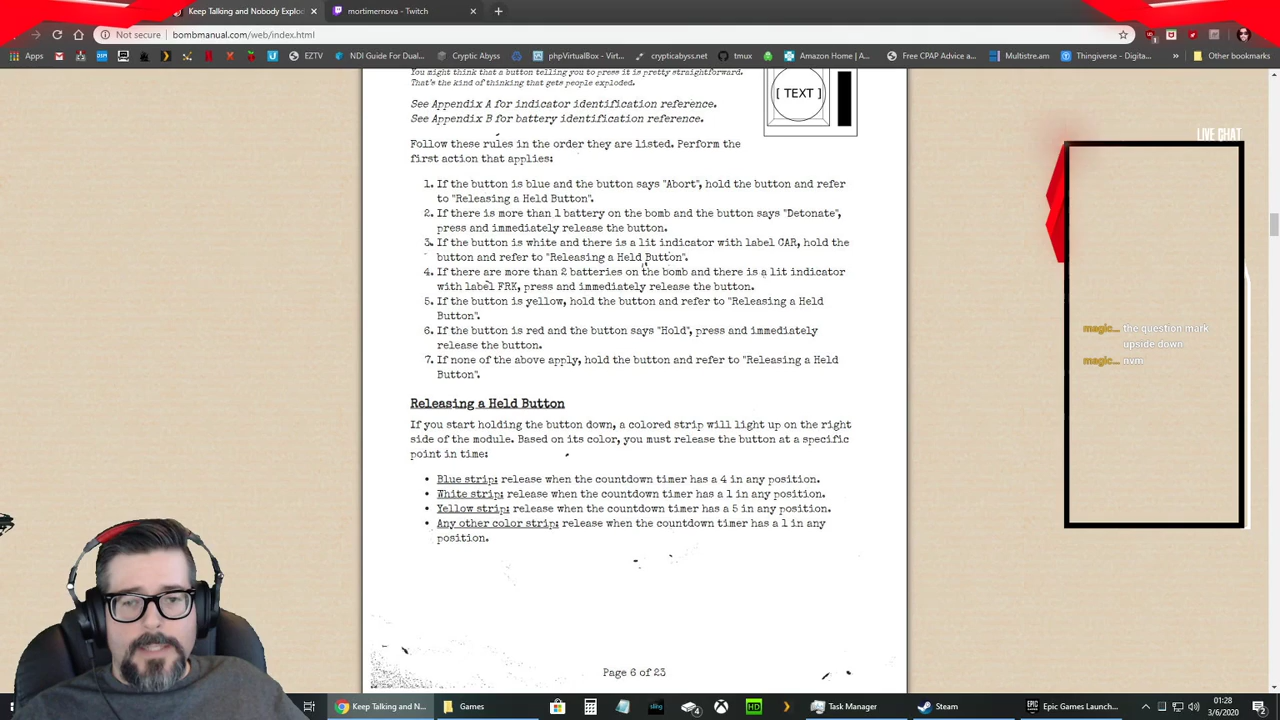 Keep Talking and Nobody Explod
mortimernova - Twitch
Not secure
bombmanual.com/web/index.html
Apps
EZTV
NDI Guide For Dual...
Cryptic Abyss
phpVirtualBox - Virt...
crypticabyss.net
tmux
Amazon Home | A...
Free CPAP Advice a...
Multistre.am
Thingiverse - Digita...
»
Other bookmarks
You might think that a button telling you to press it is pretty straightforward.
That's the kind of thinking that gets people exploded.
[ TEXT ]
See Appendix A for indicator identification reference.
See Appendix B for battery identification reference.
Follow these rules in the order they are listed. Perform the
first action that applies:
1. If the button is blue and the button says "Abort", hold the button and refer
to "Releasing a Held Button".
2. If there is more than 1 battery on the bomb and the button says "Detonate",
press and immediately release the button.
3. If the button is white and there is a lit indicator with label CAR, hold the
button and refer to "Releasing a Held Button".
4. If there are more than 2 batteries on the bomb and there is a lit indicator
with label FRK, press and immediately release the button.
5. If the button is yellow, hold the button and refer to "Releasing a Held
Button".
6. If the button is red and the button says "Hold", press and immediately
release the button.
7. If none of the above apply, hold the button and refer to "Releasing a Held
Button".
Releasing a Held Button
If you start holding the button down, a colored strip will light up on the right
side of the module. Based on its color, you must release the button at a specific
point in time:
• Blue strip: release when the countdown timer has a 4 in any position.
• White strip: release when the countdown timer has a 1 in any position.
• Yellow strip: release when the countdown timer has a 5 in any position.
• Any other color strip: release when the countdown timer has a 1 in any
position.
Page 6 of 23
LIVE CHAT
magic... the question mark
upside down
magic... nvm
Keep Talking and N...
Games
sling
4
HD
Task Manager
Steam
Epic Games Launc...
01:28
3/6/2020